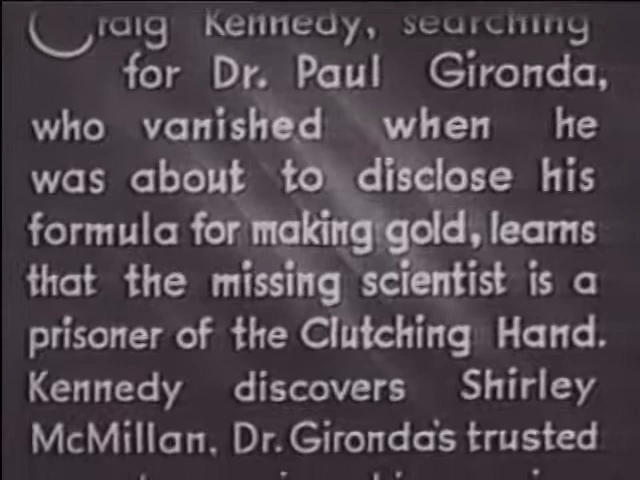 Craig Kennedy, searching
for Dr. Paul Gironda,
who vanished when he
was about to disclose his
formula for making gold, learns
that the missing scientist is a
prisoner of the Clutching Hand.
Kennedy discovers Shirley
McMillan, Dr. Gironda's trusted